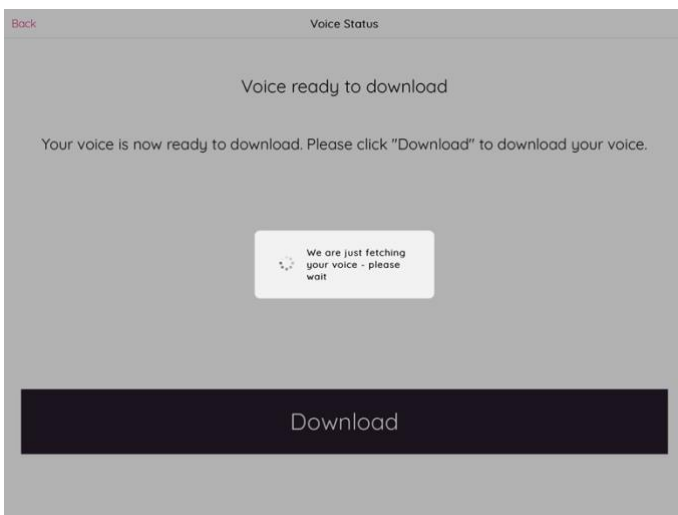 Back
Voice Status
Voice ready to download
Your voice is now ready to download. Please click "Download" to download your voice.
We are just fetching
your voice - please
wait
Download